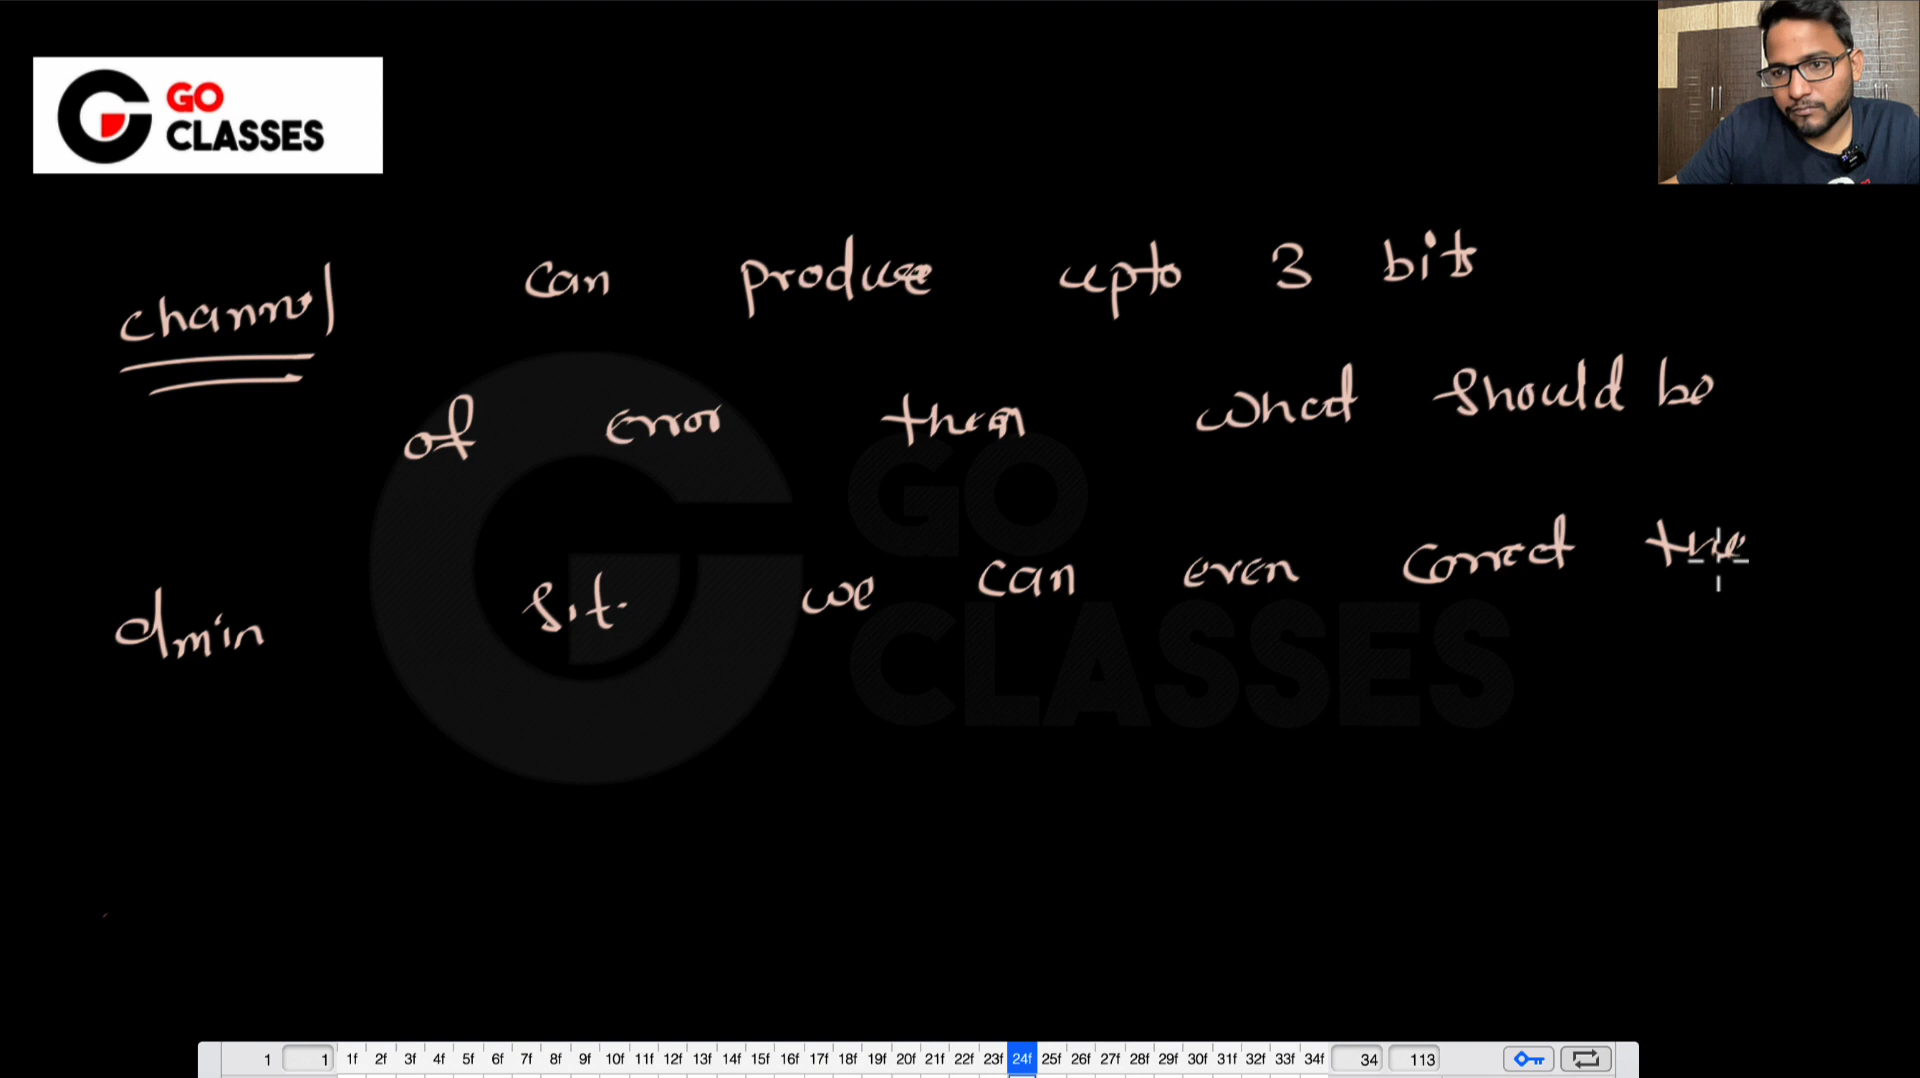 GO
CLASSES
channel can produce upto 3 bits
of error then what should be
dmin s.t. we can even correct the
GO
CLASSES
1 1 1f 2f 3f 4f 5f 6f 7f 8f 9f 10f 11f 12f 13f 14f 15f 16f 17f 18f 19f 20f 21f 22f 23f 24f 25f 26f 27f 28f 29f 30f 31f 32f 33f 34f 34 113